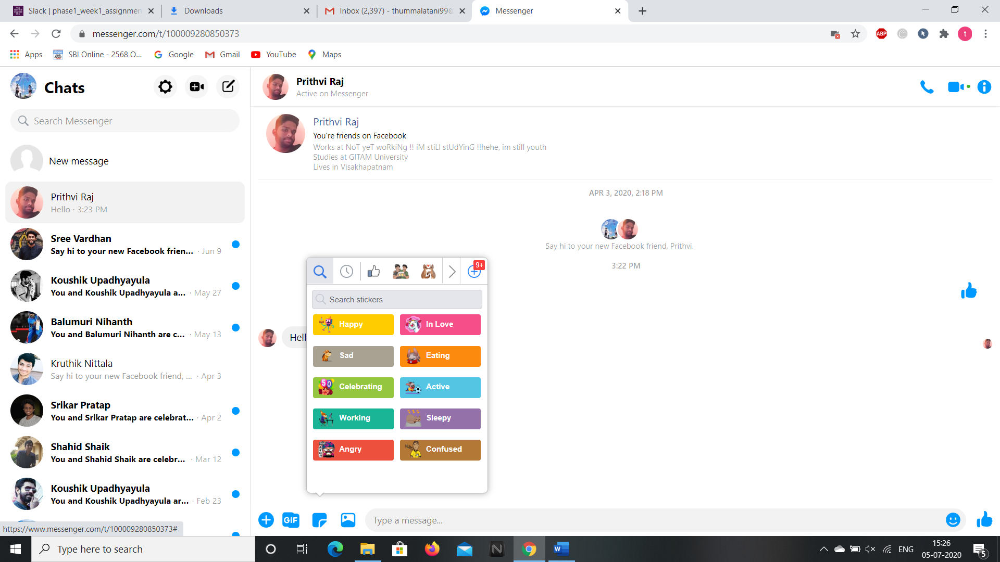 Slack | phase1_week1_assignmen
Downloads
Inbox (2,397) - thummalatani99@
Messenger
messenger.com/t/100009280850373
ABP
t
Apps
SBI Online - 2568 O...
Google
Gmail
YouTube
Maps
Chats
Search Messenger
New message
Prithvi Raj
Hello · 3:23 PM
Sree Vardhan
Say hi to your new Facebook frien... · Jun 9
Koushik Upadhyayula
You and Koushik Upadhyayula a... · May 27
Balumuri Nihanth
You and Balumuri Nihanth are c... · May 13
Kruthik Nittala
Say hi to your new Facebook friend, ... · Apr 3
Srikar Pratap
You and Srikar Pratap are celebrat... · Apr 2
Shahid Shaik
You and Shahid Shaik are celebr... · Mar 12
Koushik Upadhyayula
You and Koushik Upadhyayula ar... · Feb 23
https://www.messenger.com/t/100009280850373#
Prithvi Raj
Active on Messenger
Prithvi Raj
You're friends on Facebook
Works at NoT yeT woRkiNg !! iM stiLl stUdYinG !!hehe, im still youth
Studies at GITAM University
Lives in Visakhapatnam
APR 3, 2020, 2:18 PM
Say hi to your new Facebook friend, Prithvi.
3:22 PM
Hell
9+
Search stickers
Happy
In Love
Sad
Eating
50
Celebrating
Active
Working
Sleepy
Angry
Confused
GIF
Type a message...
Type here to search
ENG
15:26
05-07-2020
5